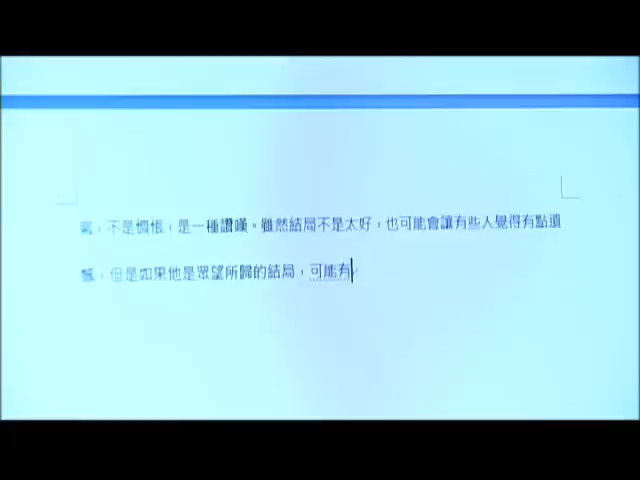 氣，不是惆悵，是一種讚嘆。雖然結局不是太好，也可能會讓有些人覺得有點遺
憾，但是如果他是眾望所歸的結局，可能有